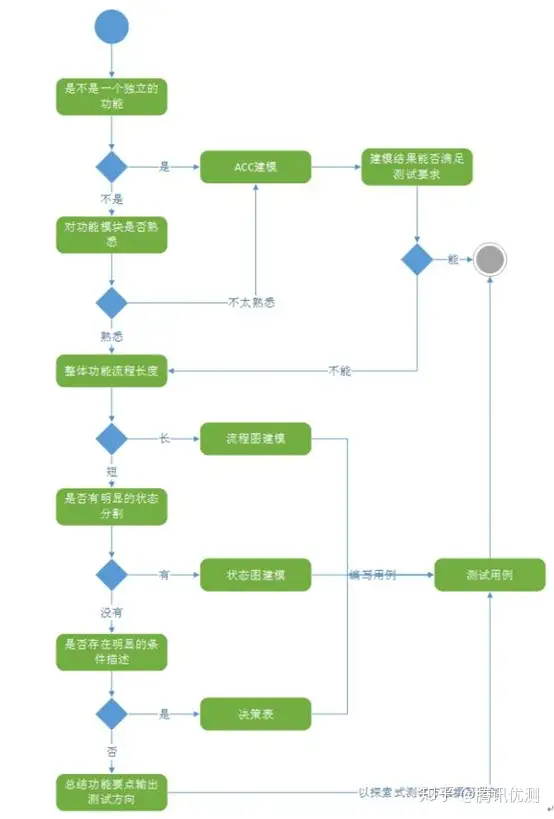 是不是一个独立的
功能
是
ACC建模
建模结果能否满足
测试要求
不是
对功能模块是否熟
悉
能
不太熟悉
熟悉
整体功能流程长度
不能
长
流程图建模
短
是否有明显的状态
分割
有
状态图建模
编写用例
测试用例
没有
是否存在明显的条
件描述
是
决策表
否
总结功能要点输出
测试方向
以探索式测试
知乎 @腾讯优测